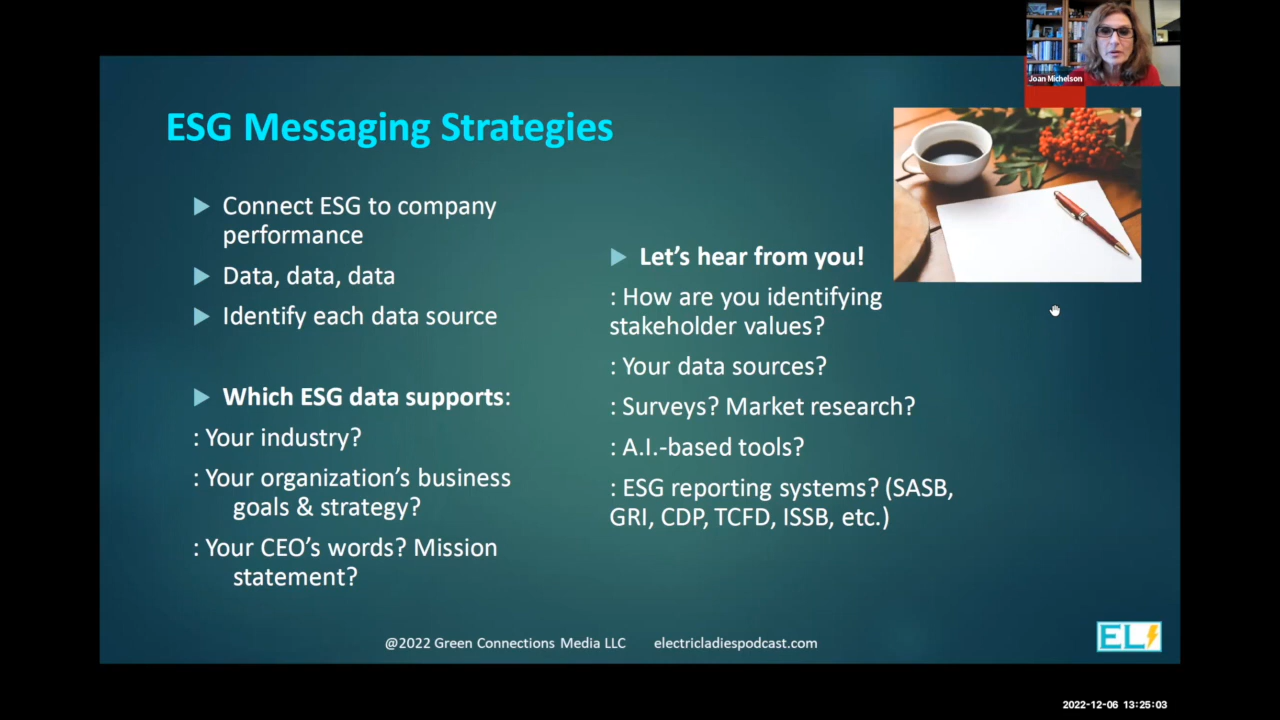 Joan Michelson
ESG Messaging Strategies
Connect ESG to company
performance
Data, data, data
Identify each data source
Which ESG data supports:
: Your industry?
: Your organization’s business
goals & strategy?
: Your CEO’s words? Mission
statement?
Let’s hear from you!
: How are you identifying
stakeholder values?
: Your data sources?
: Surveys? Market research?
: A.I.-based tools?
: ESG reporting systems? (SASB,
GRI, CDP, TCFD, ISSB, etc.)
@2022 Green Connections Media LLC electricladiespodcast.com
EL
2022-12-06 13:25:03